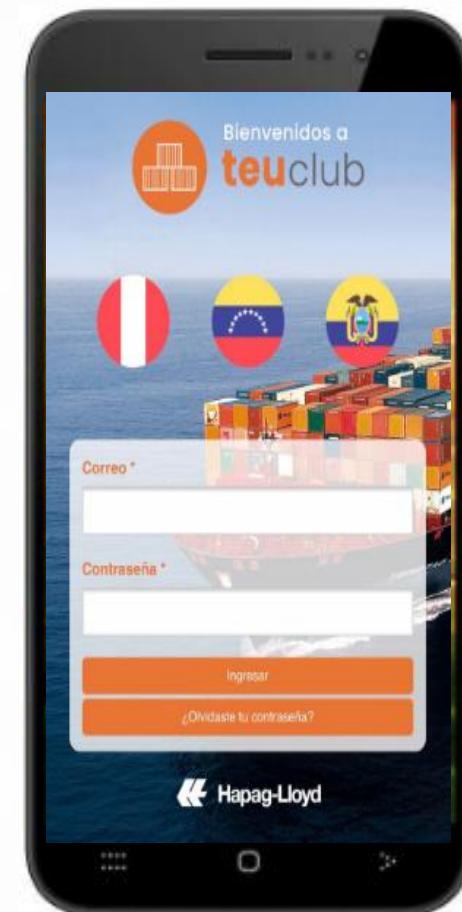 Bienvenidos a
teuclub
Correo *
Contraseña *
Ingresar
¿Olvidaste tu contraseña?
Hapag-Lloyd